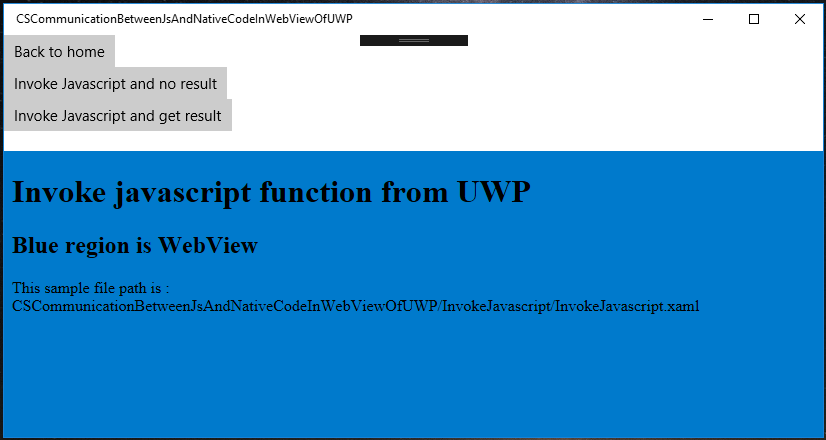 CSCommunicationBetweenJsAndNativeCodeInWebViewOfUWP
Back to home
Invoke Javascript and no result
Invoke Javascript and get result
Invoke javascript function from UWP
Blue region is WebView
This sample file path is :
CSCommunicationBetweenJsAndNativeCodeInWebViewOfUWP/InvokeJavascript/InvokeJavascript.xaml